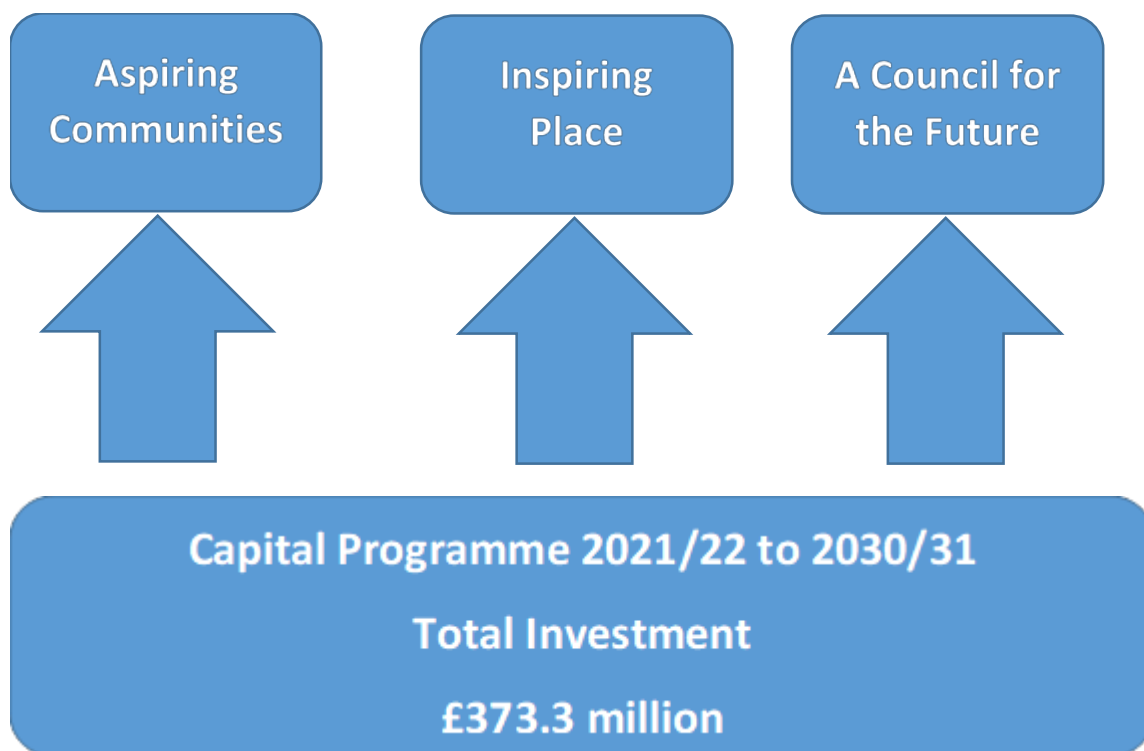 Aspiring
Communities
Inspiring
Place
A Council for
the Future
Capital Programme 2021/22 to 2030/31
Total Investment
£373.3 million